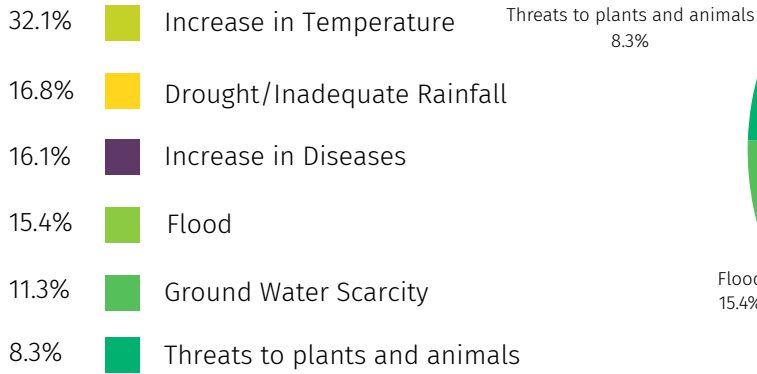 32.1% Increase in Temperature
16.8% Drought/Inadequate Rainfall
16.1% Increase in Diseases
15.4% Flood
11.3% Ground Water Scarcity
8.3% Threats to plants and animals
Threats to plants and animals
8.3%
Flood
15.4%